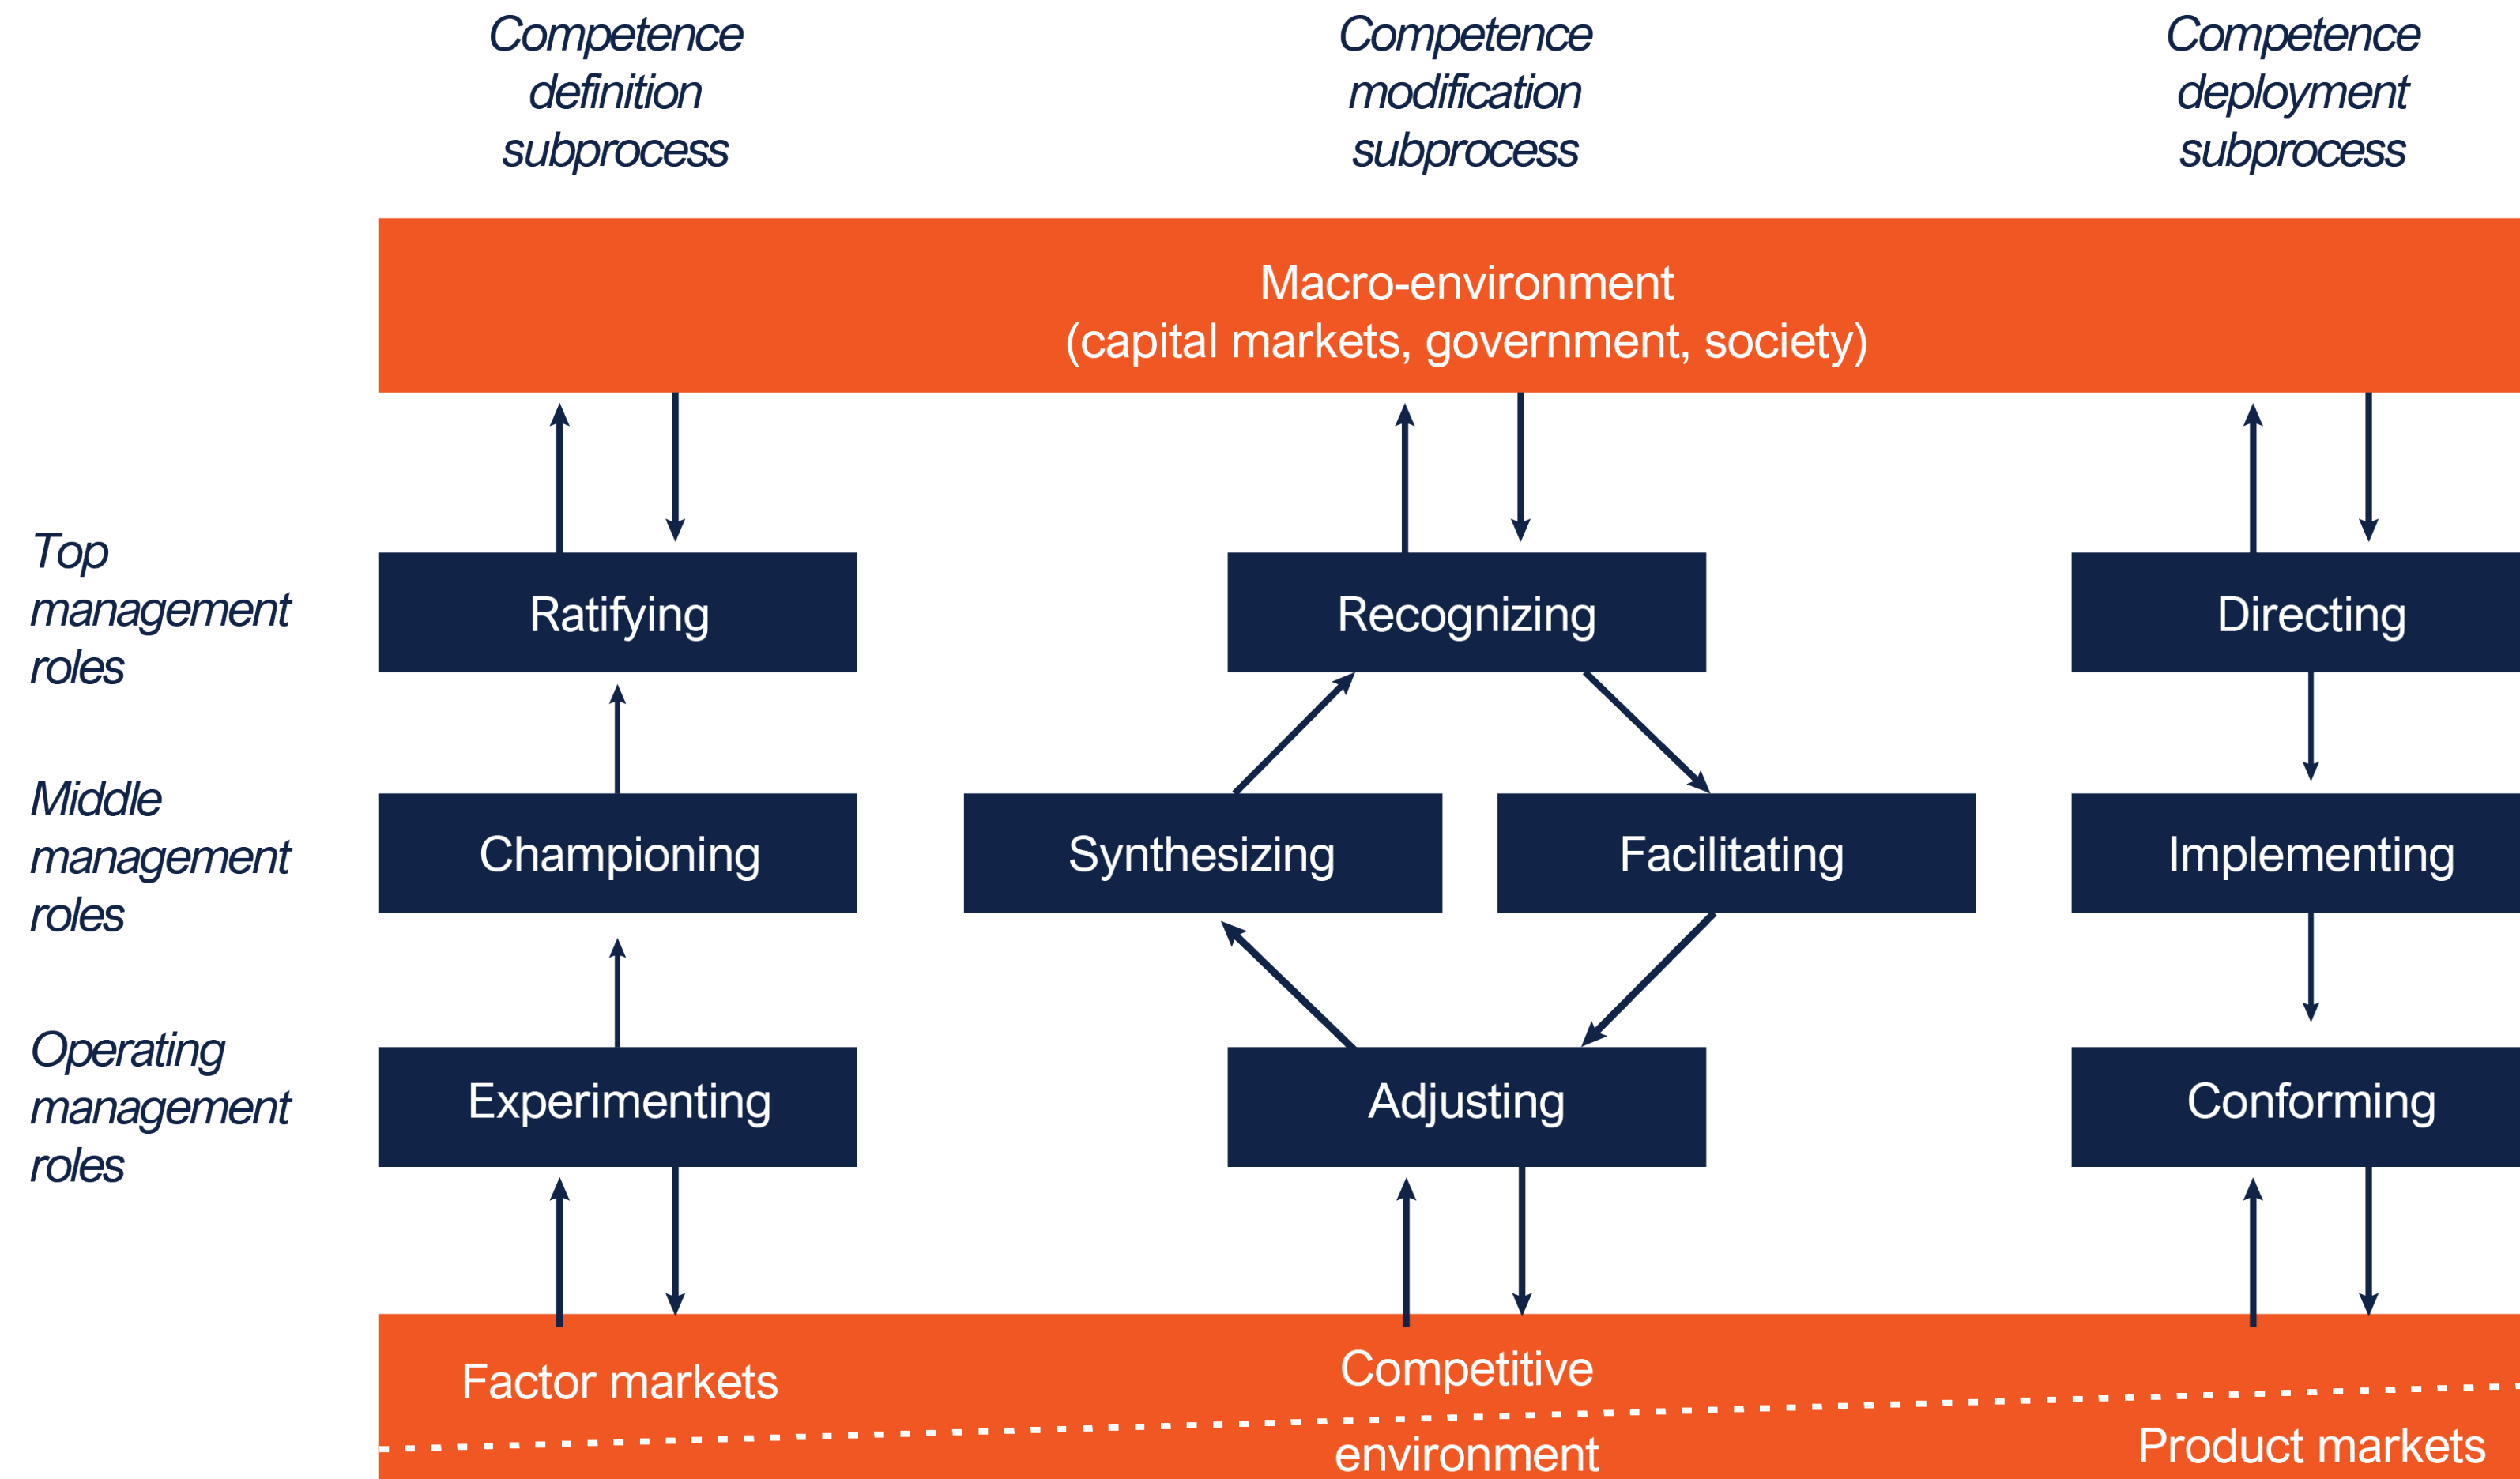 Competence
definition
subprocess
Competence
modification
subprocess
Competence
deployment
subprocess
Macro-environment
(capital markets, government, society)
Top
management
roles
Ratifying
Recognizing
Directing
Middle
management
roles
Championing
Synthesizing
Facilitating
Implementing
Operating
management
roles
Experimenting
Adjusting
Conforming
Factor markets
Competitive
environment
Product markets